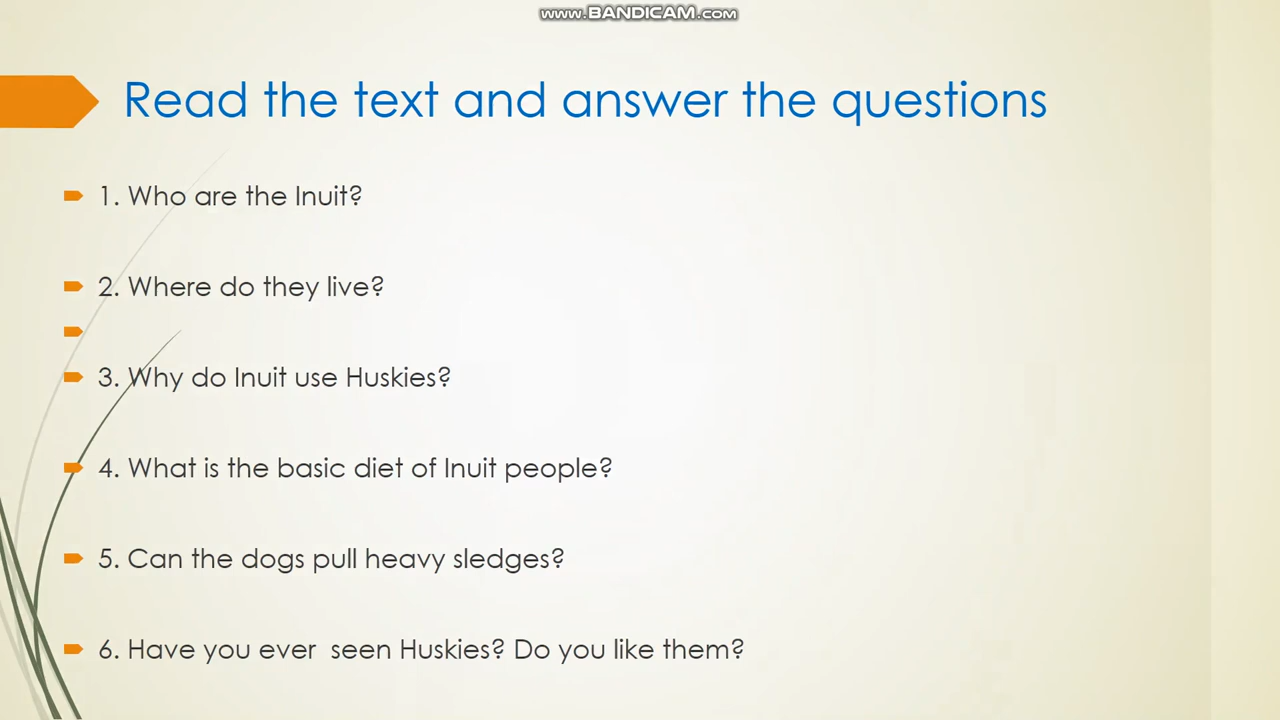 www.BANDICAM.com
Read the text and answer the questions
1. Who are the Inuit?
2. Where do they live?
3. Why do Inuit use Huskies?
4. What is the basic diet of Inuit people?
5. Can the dogs pull heavy sledges?
6. Have you ever  seen Huskies? Do you like them?